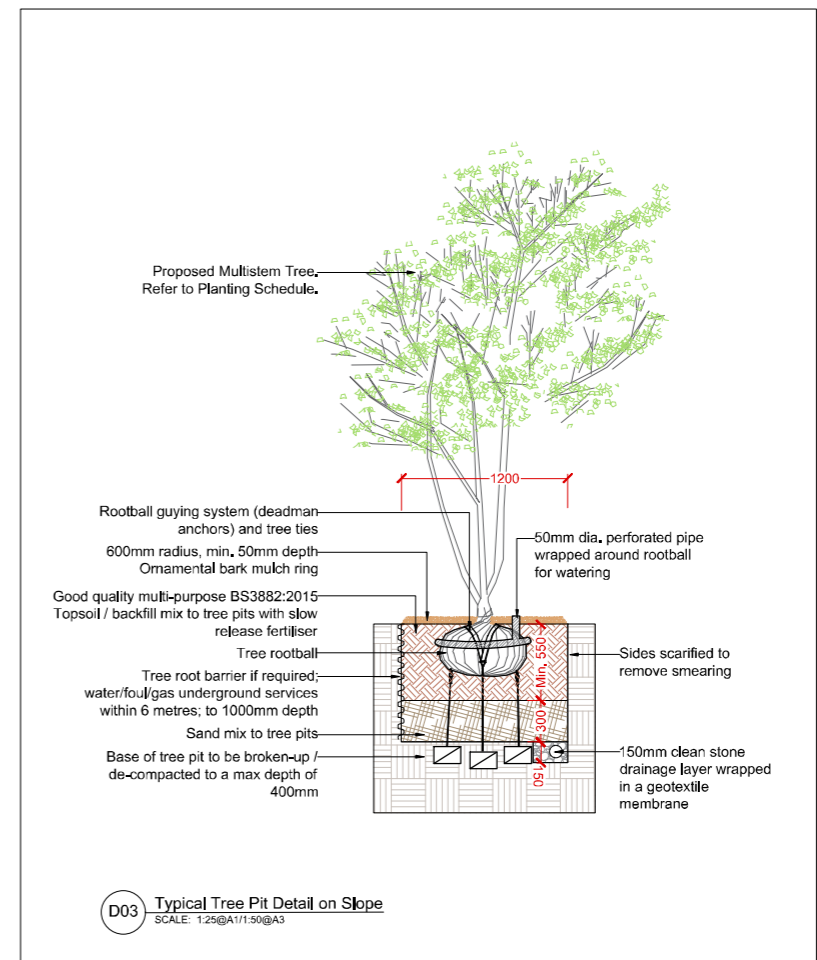 Proposed Multistem Tree.
Refer to Planting Schedule.
1200
Rootball guying system (deadman
anchors) and tree ties
600mm radius, min. 50mm depth
Ornamental bark mulch ring
Good quality multi-purpose BS3882:2015
Topsoil / backfill mix to tree pits with slow
release fertiliser
Tree rootball
Tree root barrier if required;
water/foul/gas underground services
within 6 metres; to 1000mm depth
Sand mix to tree pits
Base of tree pit to be broken-up /
de-compacted to a max depth of
400mm
50mm dia. perforated pipe
wrapped around rootball
for watering
Min. 550
Sides scarified to
remove smearing
300
150
150mm clean stone
drainage layer wrapped
in a geotextile
membrane
D03
Typical Tree Pit Detail on Slope
SCALE: 1:25@A1/1:50@A3